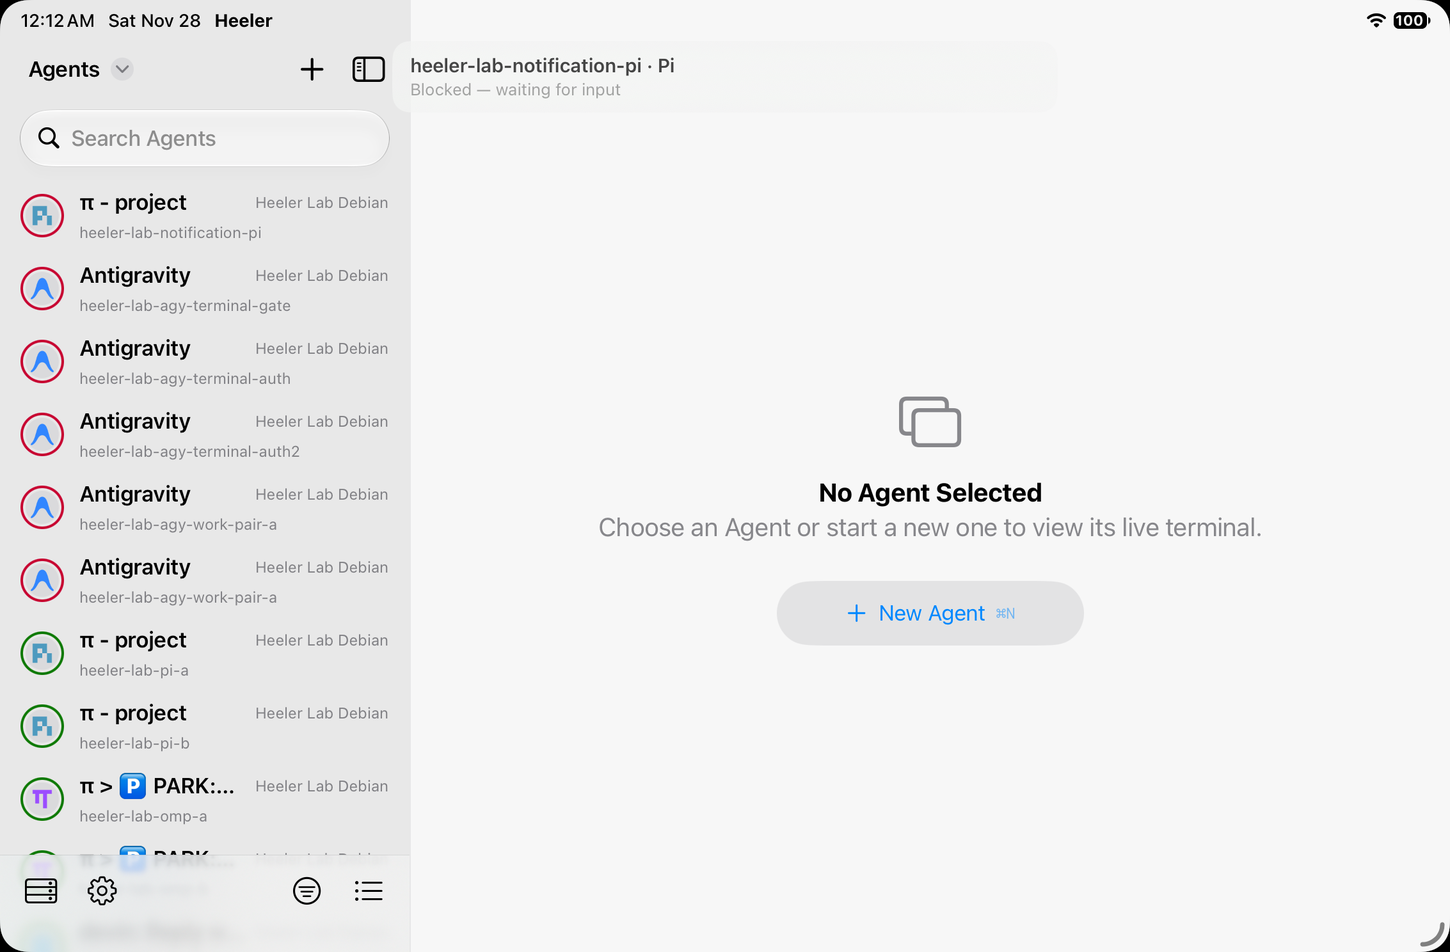 12:12 AM Sat Nov 28 Heeler
100
Agents
heeler-lab-notification-pi · Pi
Blocked — waiting for input
Search Agents
π - project Heeler Lab Debian
heeler-lab-notification-pi
Antigravity Heeler Lab Debian
heeler-lab-agy-terminal-gate
Antigravity Heeler Lab Debian
heeler-lab-agy-terminal-auth
Antigravity Heeler Lab Debian
heeler-lab-agy-terminal-auth2
Antigravity Heeler Lab Debian
heeler-lab-agy-work-pair-a
Antigravity Heeler Lab Debian
heeler-lab-agy-work-pair-a
π - project Heeler Lab Debian
heeler-lab-pi-a
π - project Heeler Lab Debian
heeler-lab-pi-b
π > 🅿️ PARK:... Heeler Lab Debian
heeler-lab-omp-a
π > 🅿️ PARK:... Heeler Lab Debian
No Agent Selected
Choose an Agent or start a new one to view its live terminal.
New Agent ⌘N